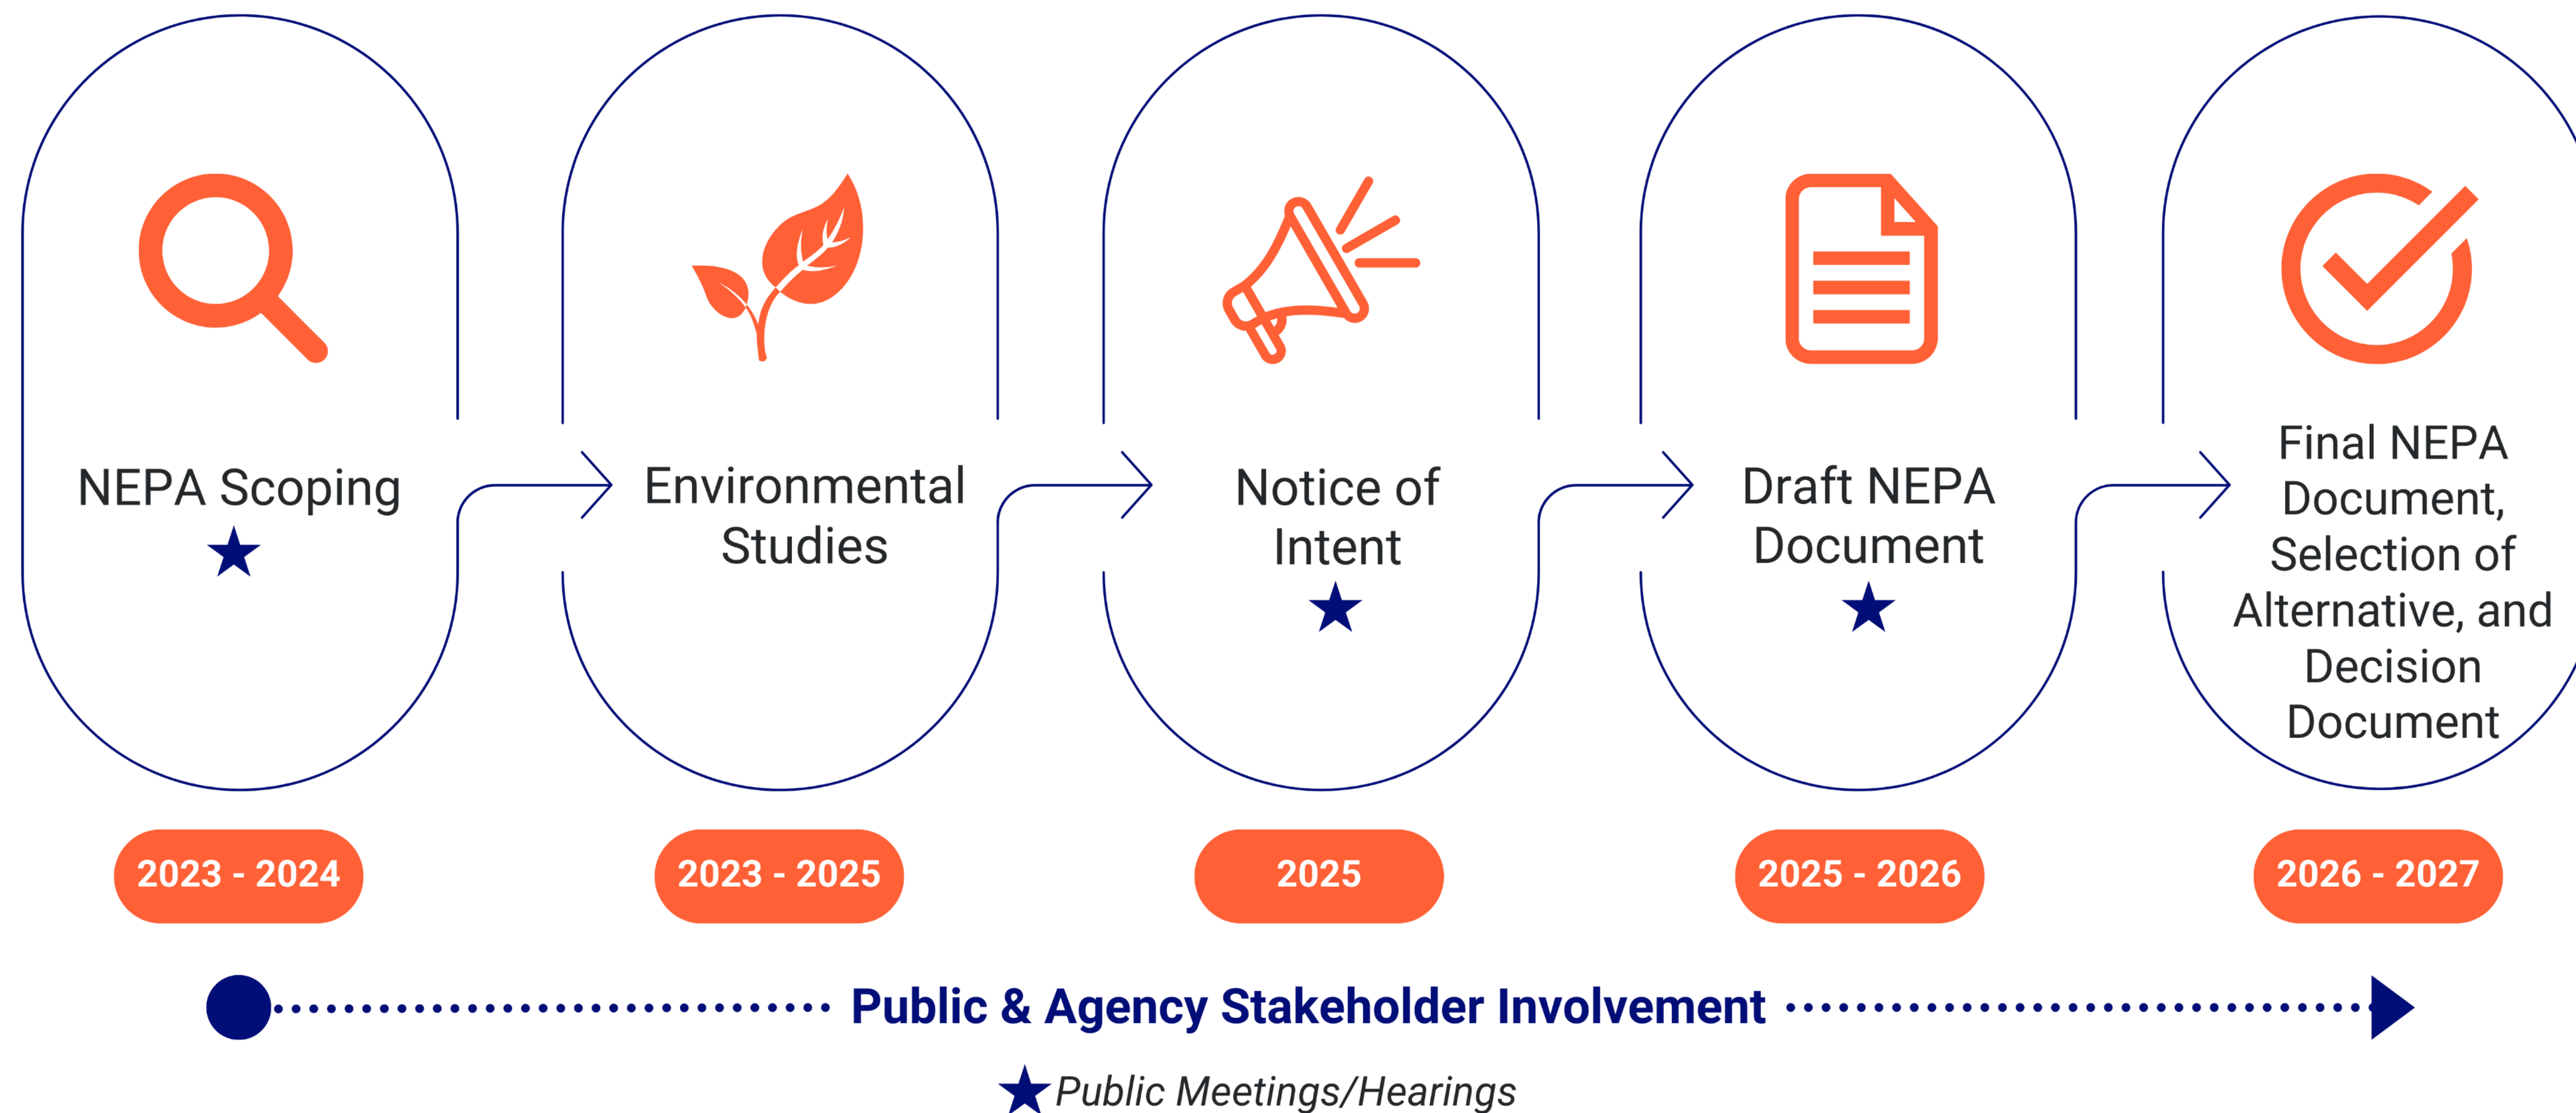 NEPA Scoping
Environmental
Studies
Notice of
Intent
Draft NEPA
Document
Final NEPA
Document,
Selection of
Alternative, and
Decision
Document
2023 - 2024
2023 - 2025
2025
2025 - 2026
2026 - 2027
Public & Agency Stakeholder Involvement
Public Meetings/Hearings